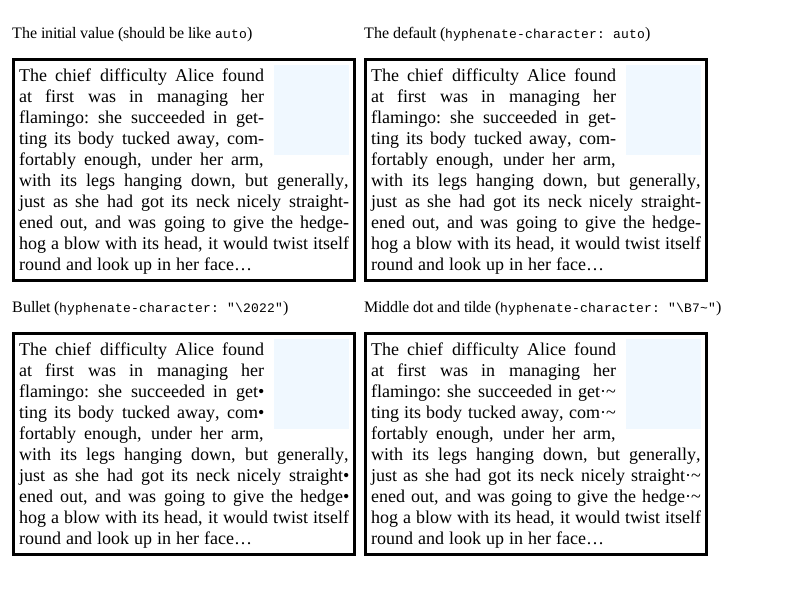 The initial value (should be like auto)
The chief difficulty Alice found
at first was in managing her
flamingo: she succeeded in get-
ting its body tucked away, com-
fortably enough, under her arm,
with its legs hanging down, but generally,
just as she had got its neck nicely straight-
ened out, and was going to give the hedge-
hog a blow with its head, it would twist itself
round and look up in her face…
The default (hyphenate-character: auto)
The chief difficulty Alice found
at first was in managing her
flamingo: she succeeded in get-
ting its body tucked away, com-
fortably enough, under her arm,
with its legs hanging down, but generally,
just as she had got its neck nicely straight-
ened out, and was going to give the hedge-
hog a blow with its head, it would twist itself
round and look up in her face…
Bullet (hyphenate-character: "\2022")
The chief difficulty Alice found
at first was in managing her
flamingo: she succeeded in get•
ting its body tucked away, com•
fortably enough, under her arm,
with its legs hanging down, but generally,
just as she had got its neck nicely straight•
ened out, and was going to give the hedge•
hog a blow with its head, it would twist itself
round and look up in her face…
Middle dot and tilde (hyphenate-character: "\B7~")
The chief difficulty Alice found
at first was in managing her
flamingo: she succeeded in get·~
ting its body tucked away, com·~
fortably enough, under her arm,
with its legs hanging down, but generally,
just as she had got its neck nicely straight·~
ened out, and was going to give the hedge·~
hog a blow with its head, it would twist itself
round and look up in her face…